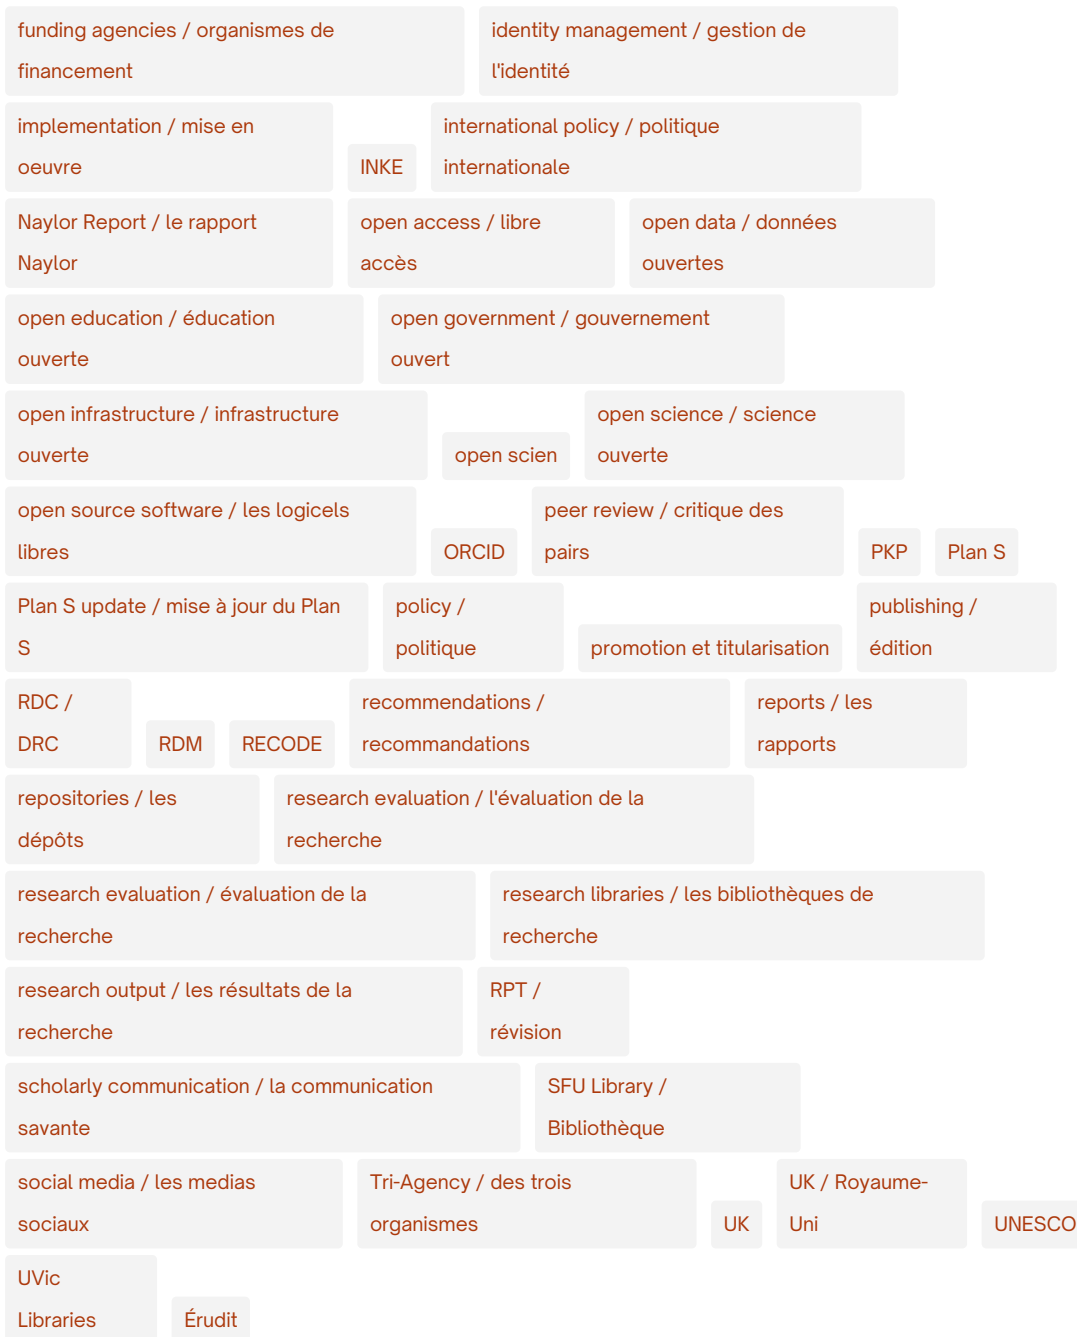 funding agencies / organismes de
financement
identity management / gestion de
l'identité
implementation / mise en
oeuvre
INKE
international policy / politique
internationale
Naylor Report / le rapport
Naylor
open access / libre
accès
open data / données
ouvertes
open education / éducation
ouverte
open government / gouvernement
ouvert
open infrastructure / infrastructure
ouverte
open scien
open science / science
ouverte
open source software / les logicels
libres
ORCID
peer review / critique des
pairs
PKP
Plan S
Plan S update / mise à jour du Plan
S
policy /
politique
promotion et titularisation
publishing /
édition
RDC /
DRC
RDM
RECODE
recommendations /
recommandations
reports / les
rapports
repositories / les
dépôts
research evaluation / l'évaluation de la
recherche
research evaluation / évaluation de la
recherche
research libraries / les bibliothèques de
recherche
research output / les résultats de la
recherche
RPT /
révision
scholarly communication / la communication
savante
SFU Library /
Bibliothèque
social media / les medias
sociaux
Tri-Agency / des trois
organismes
UK
UK / Royaume-
Uni
UNESCO
UVic
Libraries
Érudit